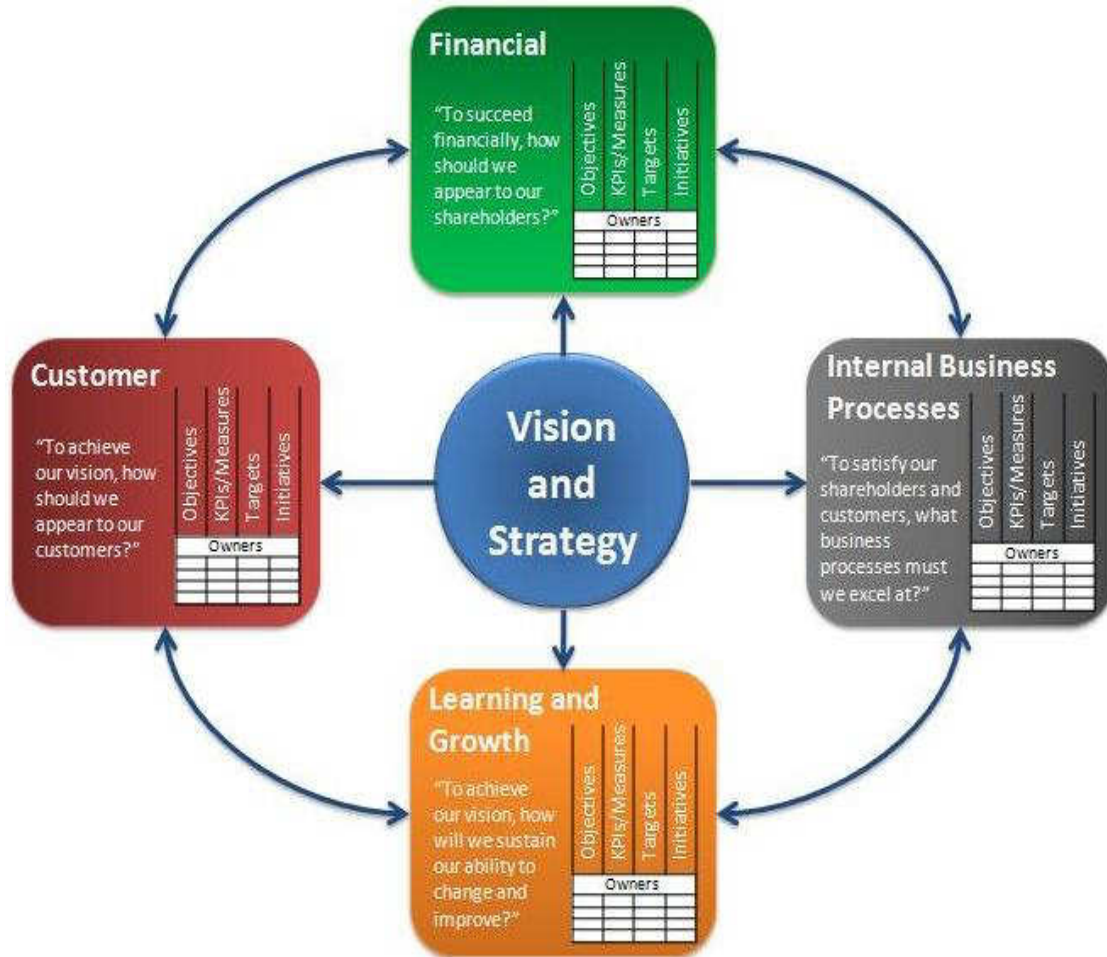 Financial
“To succeed
financially, how
should we
appear to our
shareholders?”
Objectives
KPIs/Measures
Targets
Initiatives
Owners
Customer
“To achieve
our vision, how
should we
appear to our
customers?”
Objectives
KPIs/Measures
Targets
Initiatives
Owners
Vision
and
Strategy
Internal Business
Processes
“To satisfy our
shareholders and
customers, what
business
processes must
we excel at?”
Objectives
KPIs/Measures
Targets
Initiatives
Owners
Learning and
Growth
“To achieve
our vision, how
will we sustain
our ability to
change and
improve?”
Objectives
KPIs/Measures
Targets
Initiatives
Owners